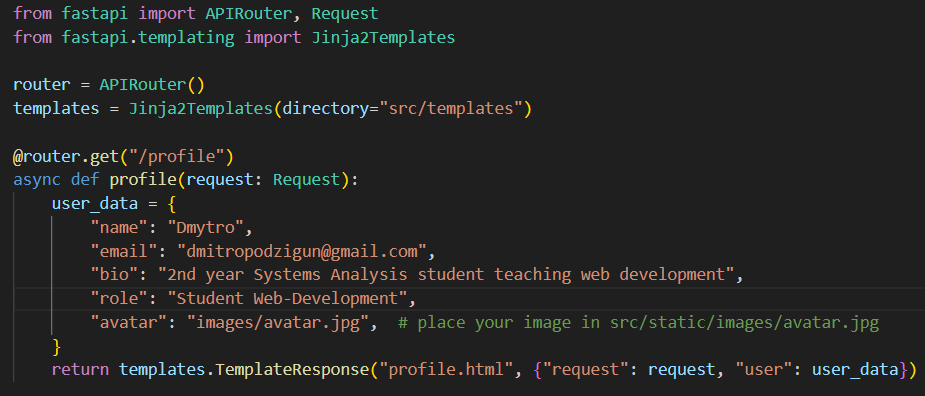 from fastapi import APIRouter, Request
from fastapi.templating import Jinja2Templates
router = APIRouter()
templates = Jinja2Templates(directory="src/templates")
@router.get("/profile")
async def profile(request: Request):
    user_data = {
        "name": "Dmytro",
        "email": "dmitropodzigun@gmail.com",
        "bio": "2nd year Systems Analysis student teaching web development",
        "role": "Student Web-Development",
        "avatar": "images/avatar.jpg",  # place your image in src/static/images/avatar.jpg
    }
    return templates.TemplateResponse("profile.html", {"request": request, "user": user_data})